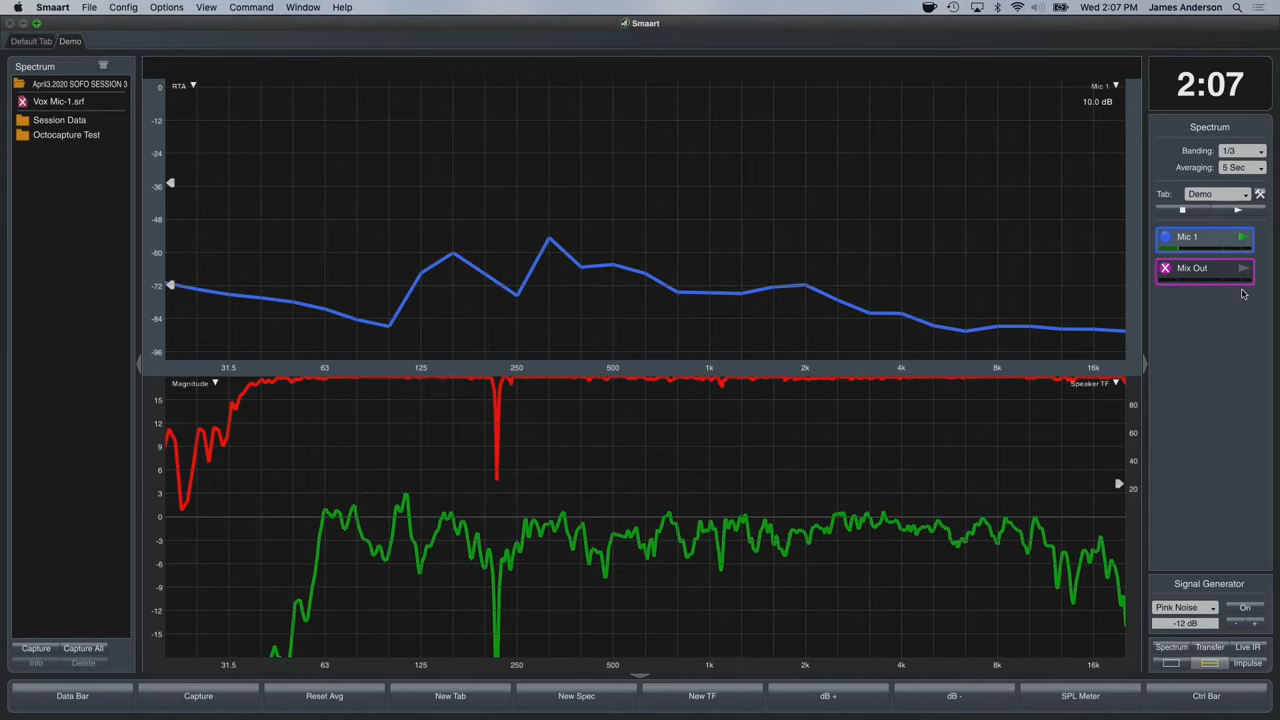 Smaart File Config Options View Command Window Help Wed 2:07 PM James Anderson
Smaart
Default Tab Demo
Spectrum
April3.2020 SOFO SESSION 3
Vox Mic-1.srf
Session Data
Octocapture Test
Capture Capture All
Info Delete
RTA Mic 1
10.0 dB
0
-12
-24
-36
-48
-60
-72
-84
-96
31.5 63 125 250 500 1k 2k 4k 8k 16k
Magnitude Speaker TF
15 80
12
9 60
6 40
3 20
0
-3
-6
-9
-12
-15
31.5 63 125 250 500 1k 2k 4k 8k 16k
2:07
Spectrum
Banding: 1/3
Averaging: 5 Sec
Tab: Demo
Mic 1
Mix Out
Signal Generator
Pink Noise On
-12 dB - +
Spectrum Transfer Live IR
Impulse
Data Bar Capture Reset Avg New Tab New Spec New TF dB + dB - SPL Meter Ctrl Bar